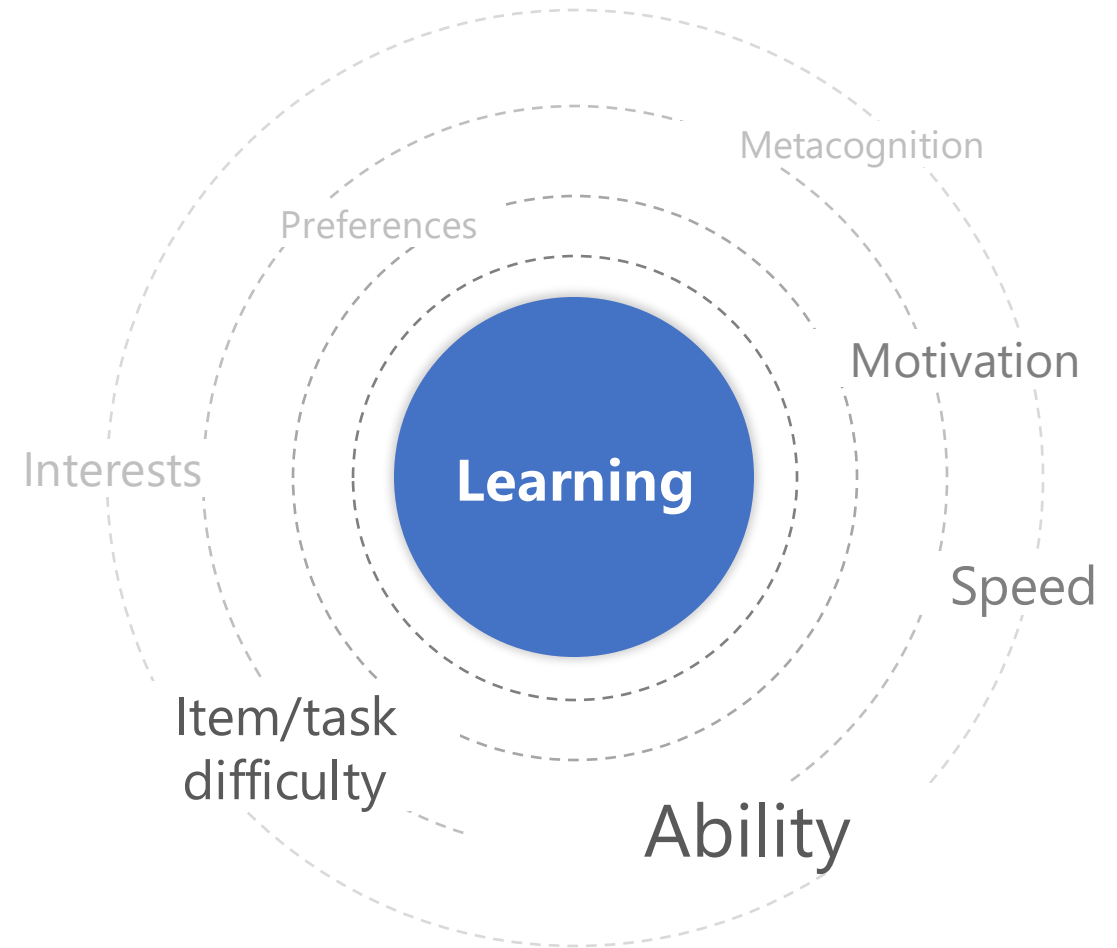 Metacognition
Preferences
Motivation
Interests
Learning
Speed
Item/task
difficulty
Ability